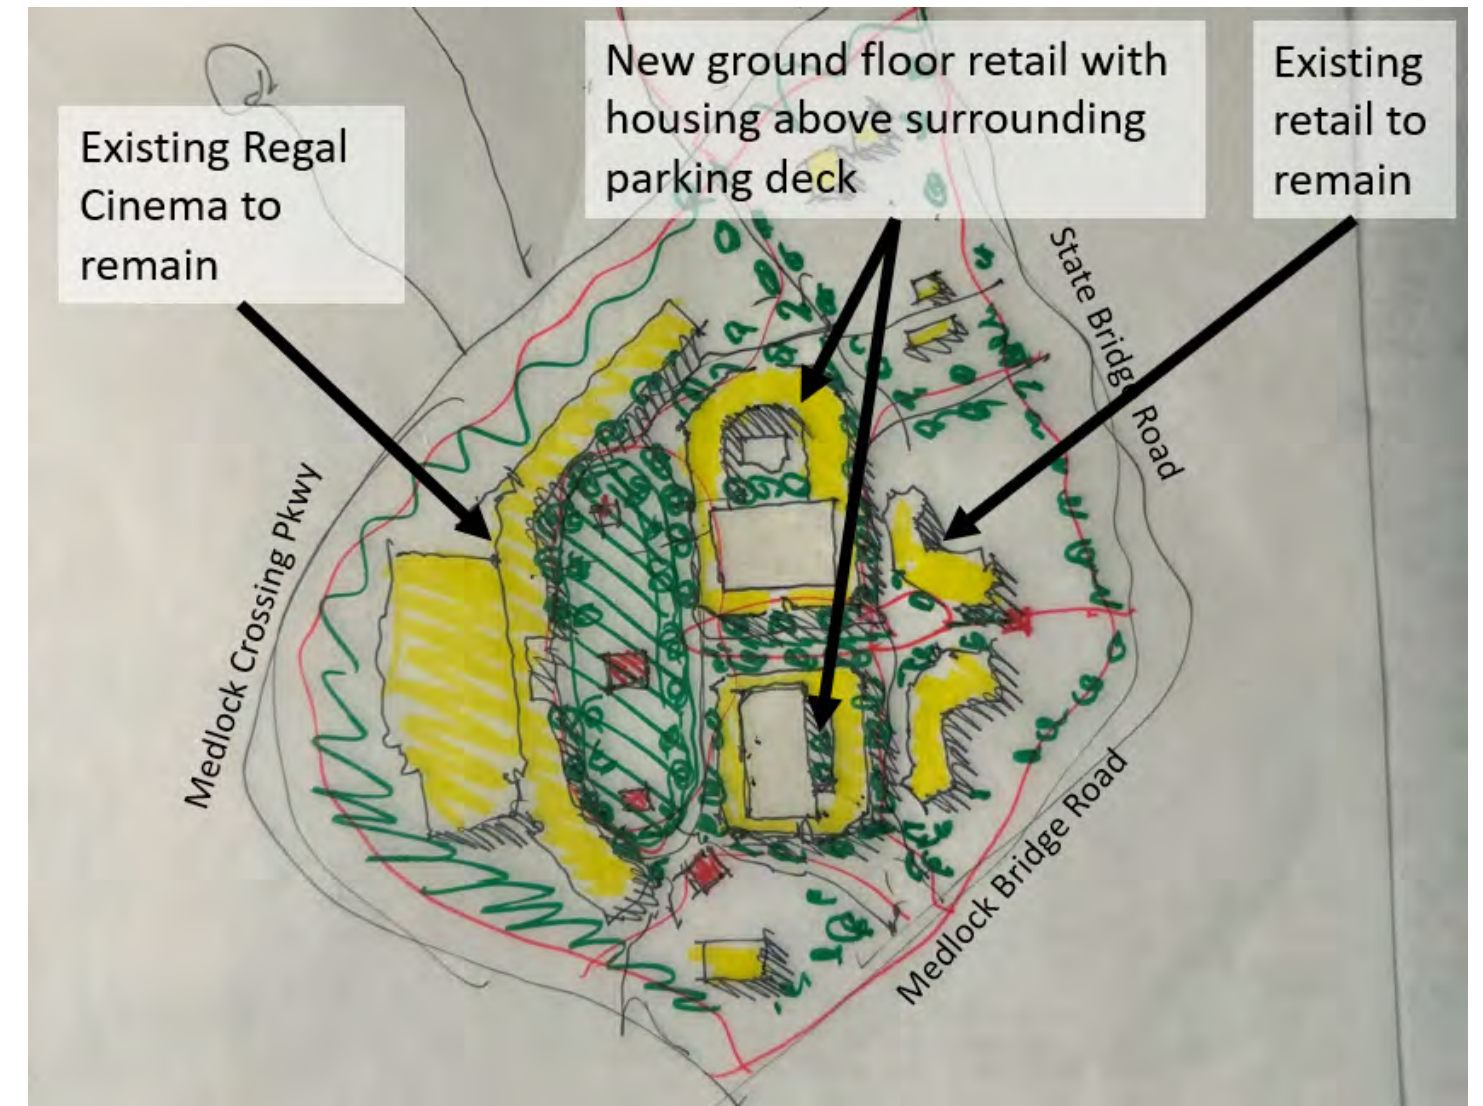 New ground floor retail with
housing above surrounding
parking deck
Existing
retail to
remain
Existing Regal
Cinema to
remain
State Bridge Road
Medlock Crossing Pkwy
Medlock Bridge Road